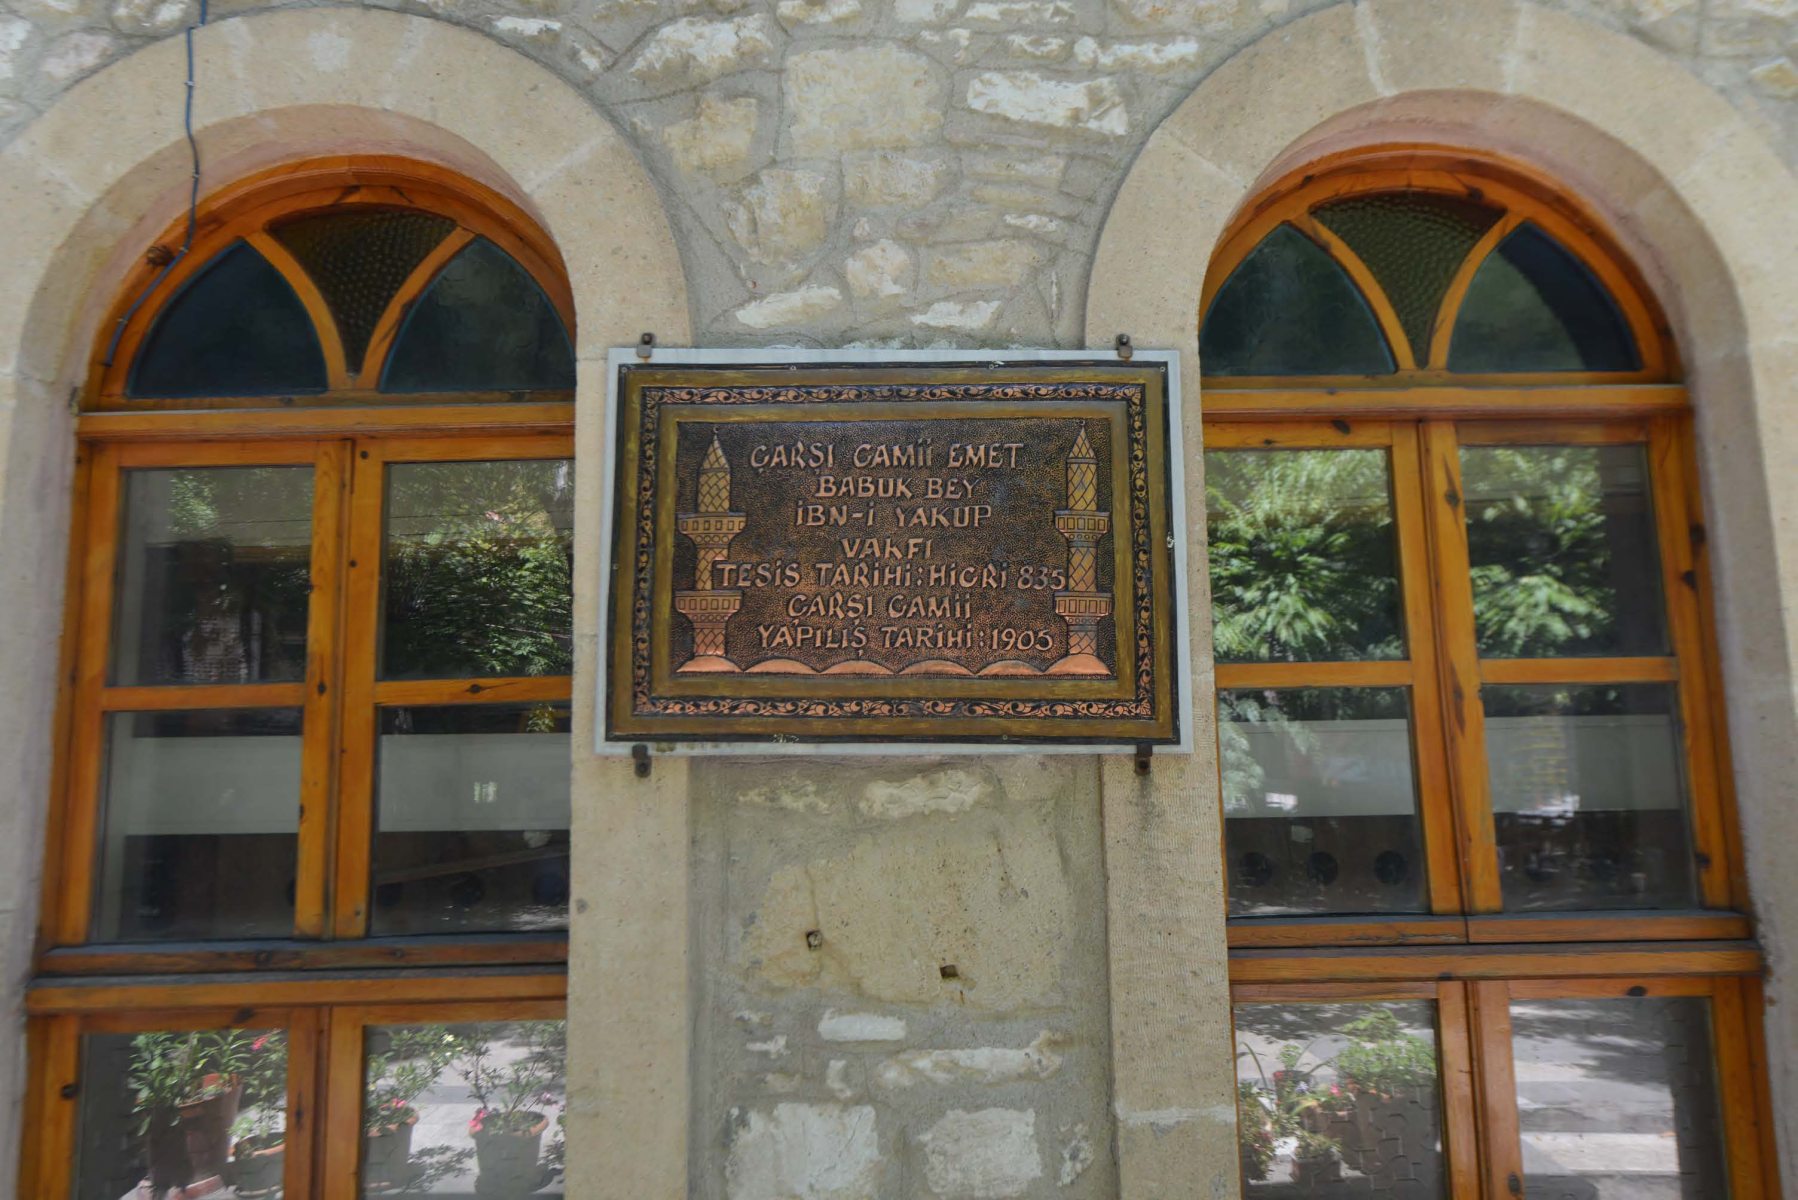 ÇARŞI CAMİİ EMET
BABUK BEY
İBN-İ YAKUP
VAKFI
TESİS TARİHİ: HİCRİ 835
ÇARŞI CAMİİ
YAPILIŞ TARİHİ: 1905